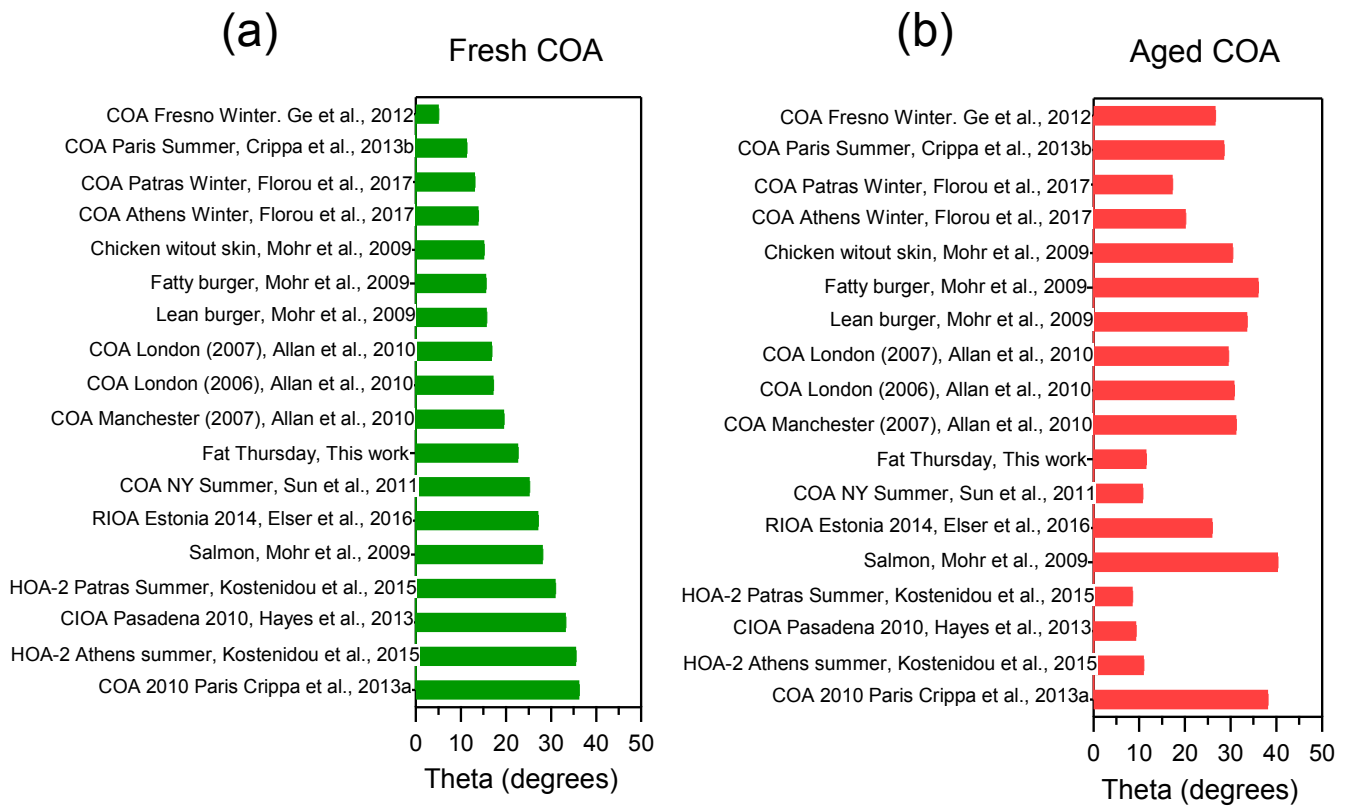 (a)
Fresh COA
COA Fresno Winter. Ge et al., 2012
COA Paris Summer, Crippa et al., 2013b
COA Patras Winter, Florou et al., 2017
COA Athens Winter, Florou et al., 2017
Chicken witout skin, Mohr et al., 2009
Fatty burger, Mohr et al., 2009
Lean burger, Mohr et al., 2009
COA London (2007), Allan et al., 2010
COA London (2006), Allan et al., 2010
COA Manchester (2007), Allan et al., 2010
Fat Thursday, This work
COA NY Summer, Sun et al., 2011
RIOA Estonia 2014, Elser et al., 2016
Salmon, Mohr et al., 2009
HOA-2 Patras Summer, Kostenidou et al., 2015
CIOA Pasadena 2010, Hayes et al., 2013
HOA-2 Athens summer, Kostenidou et al., 2015
COA 2010 Paris Crippa et al., 2013a
0 10 20 30 40 50
Theta (degrees)
(b)
Aged COA
COA Fresno Winter. Ge et al., 2012
COA Paris Summer, Crippa et al., 2013b
COA Patras Winter, Florou et al., 2017
COA Athens Winter, Florou et al., 2017
Chicken witout skin, Mohr et al., 2009
Fatty burger, Mohr et al., 2009
Lean burger, Mohr et al., 2009
COA London (2007), Allan et al., 2010
COA London (2006), Allan et al., 2010
COA Manchester (2007), Allan et al., 2010
Fat Thursday, This work
COA NY Summer, Sun et al., 2011
RIOA Estonia 2014, Elser et al., 2016
Salmon, Mohr et al., 2009
HOA-2 Patras Summer, Kostenidou et al., 2015
CIOA Pasadena 2010, Hayes et al., 2013
HOA-2 Athens summer, Kostenidou et al., 2015
COA 2010 Paris Crippa et al., 2013a
0 10 20 30 40 50
Theta (degrees)